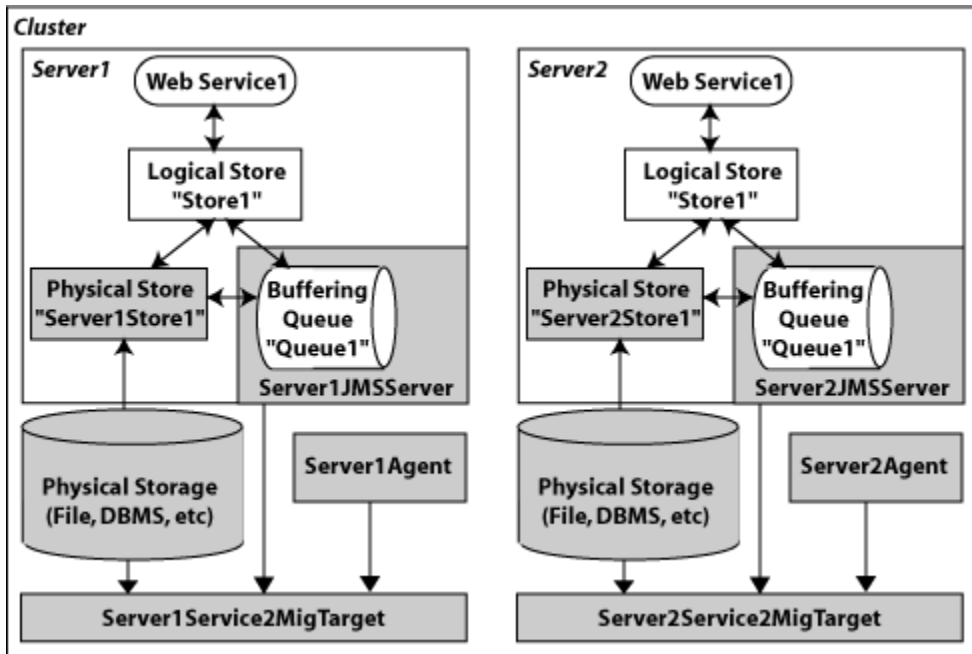 Cluster
Server1
Web Service1
Logical Store
"Store1"
Physical Store
"Server1Store1"
Buffering
Queue
"Queue1"
Server1JMSServer
Physical Storage
(File, DBMS, etc)
Server1Agent
Server1Service2MigTarget
Server2
Web Service1
Logical Store
"Store1"
Physical Store
"Server2Store1"
Buffering
Queue
"Queue1"
Server2JMSServer
Physical Storage
(File, DBMS, etc)
Server2Agent
Server2Service2MigTarget